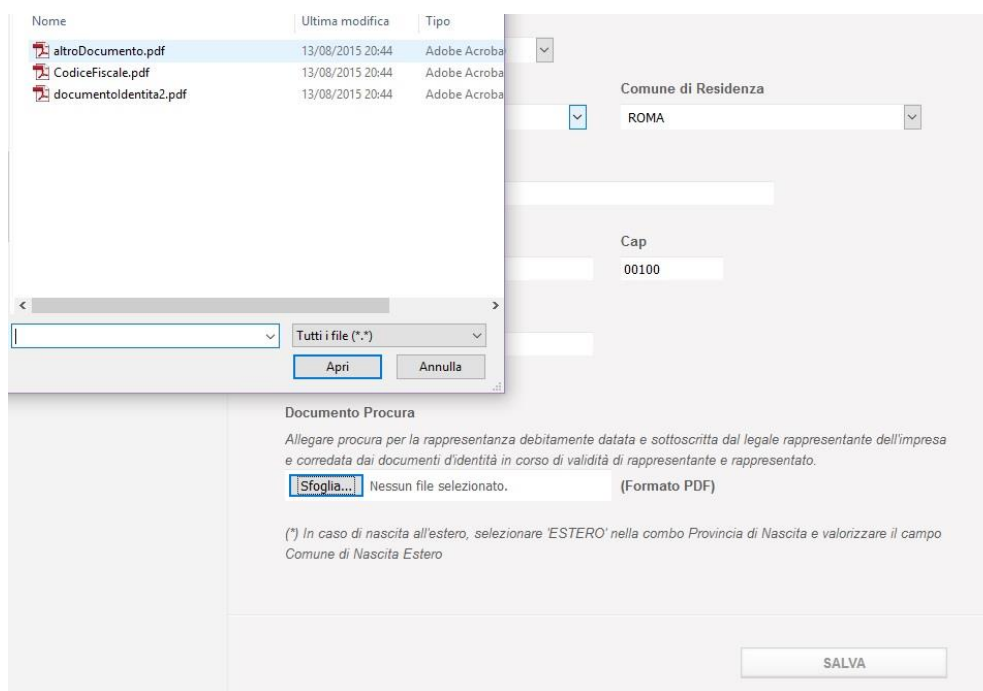 Nome Ultima modifica Tipo
altroDocumento.pdf 13/08/2015 20:44 Adobe Acroba
CodiceFiscale.pdf 13/08/2015 20:44 Adobe Acroba
documentoIdentita2.pdf 13/08/2015 20:44 Adobe Acroba
Tutti i file (*.*)
Apri Annulla
Comune di Residenza
ROMA
Cap
00100
Documento Procura
Allegare procura per la rappresentanza debitamente datata e sottoscritta dal legale rappresentante dell'impresa
e corredata dai documenti d'identità in corso di validità di rappresentante e rappresentato.
Sfoglia... Nessun file selezionato. (Formato PDF)
(*) In caso di nascita all'estero, selezionare 'ESTERO' nella combo Provincia di Nascita e valorizzare il campo
Comune di Nascita Estero
SALVA